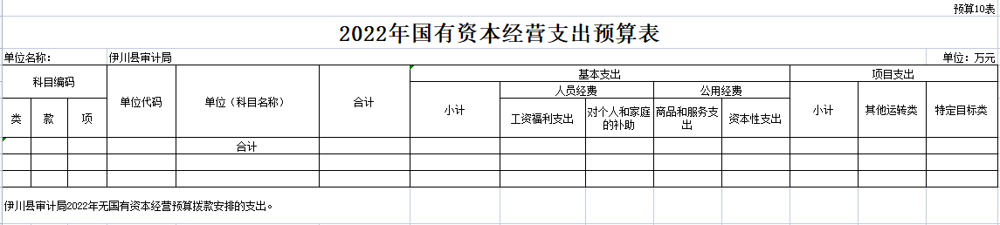 预算10表
2022年国有资本经营支出预算表
单位名称： 伊川县审计局 单位：万元
科目编码 单位代码 单位（科目名称） 合计 基本支出 项目支出
小计 人员经费 公用经费 小计 其他运转类 特定目标类
类 款 项 工资福利支出 对个人和家庭的补助 商品和服务支出 资本性支出
合计
伊川县审计局2022年无国有资本经营预算拨款安排的支出。